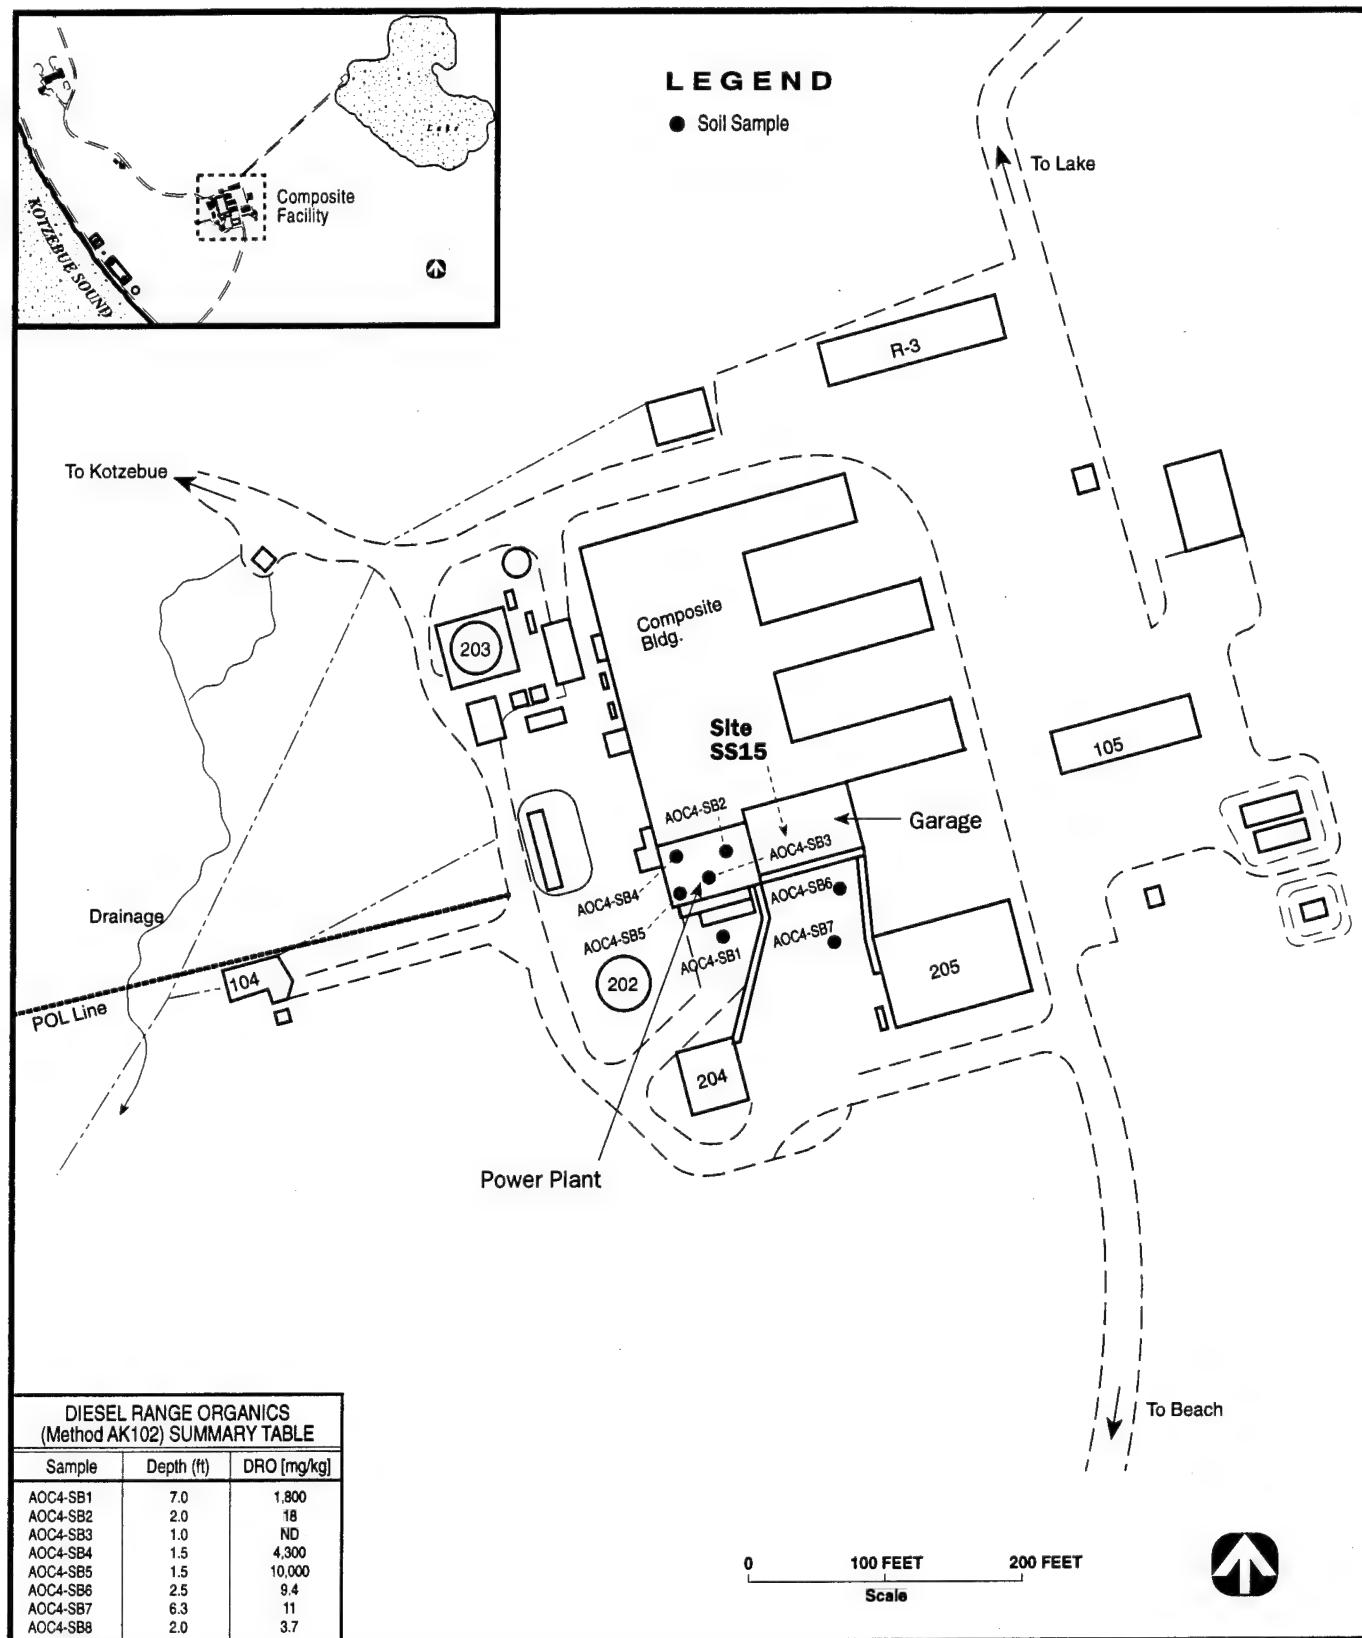 LEGEND
Soil Sample
Lake
Composite
Facility
KOTZEBUE SOUND
To Lake
R-3
To Kotzebue
Composite
Bldg.
203
Site
SS15
105
AOC4-SB2
Garage
AOC4-SB3
AOC4-SB4
AOC4-SB6
Drainage
AOC4-SB5
AOC4-SB7
AOC4-SB1
205
104
202
POL Line
204
Power Plant
To Beach
DIESEL RANGE ORGANICS
(Method AK102) SUMMARY TABLE
Sample Depth (ft) DRO [mg/kg]
AOC4-SB1 7.0 1,800
AOC4-SB2 2.0 18
AOC4-SB3 1.0 ND
AOC4-SB4 1.5 4,300
AOC4-SB5 1.5 10,000
AOC4-SB6 2.5 9.4
AOC4-SB7 6.3 11
AOC4-SB8 2.0 3.7
0 100 FEET 200 FEET
Scale